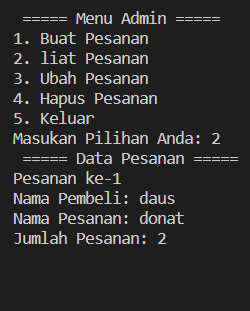 ===== Menu Admin =====
1. Buat Pesanan
2. liat Pesanan
3. Ubah Pesanan
4. Hapus Pesanan
5. Keluar
Masukan Pilihan Anda: 2
===== Data Pesanan =====
Pesanan ke-1
Nama Pembeli: daus
Nama Pesanan: donat
Jumlah Pesanan: 2